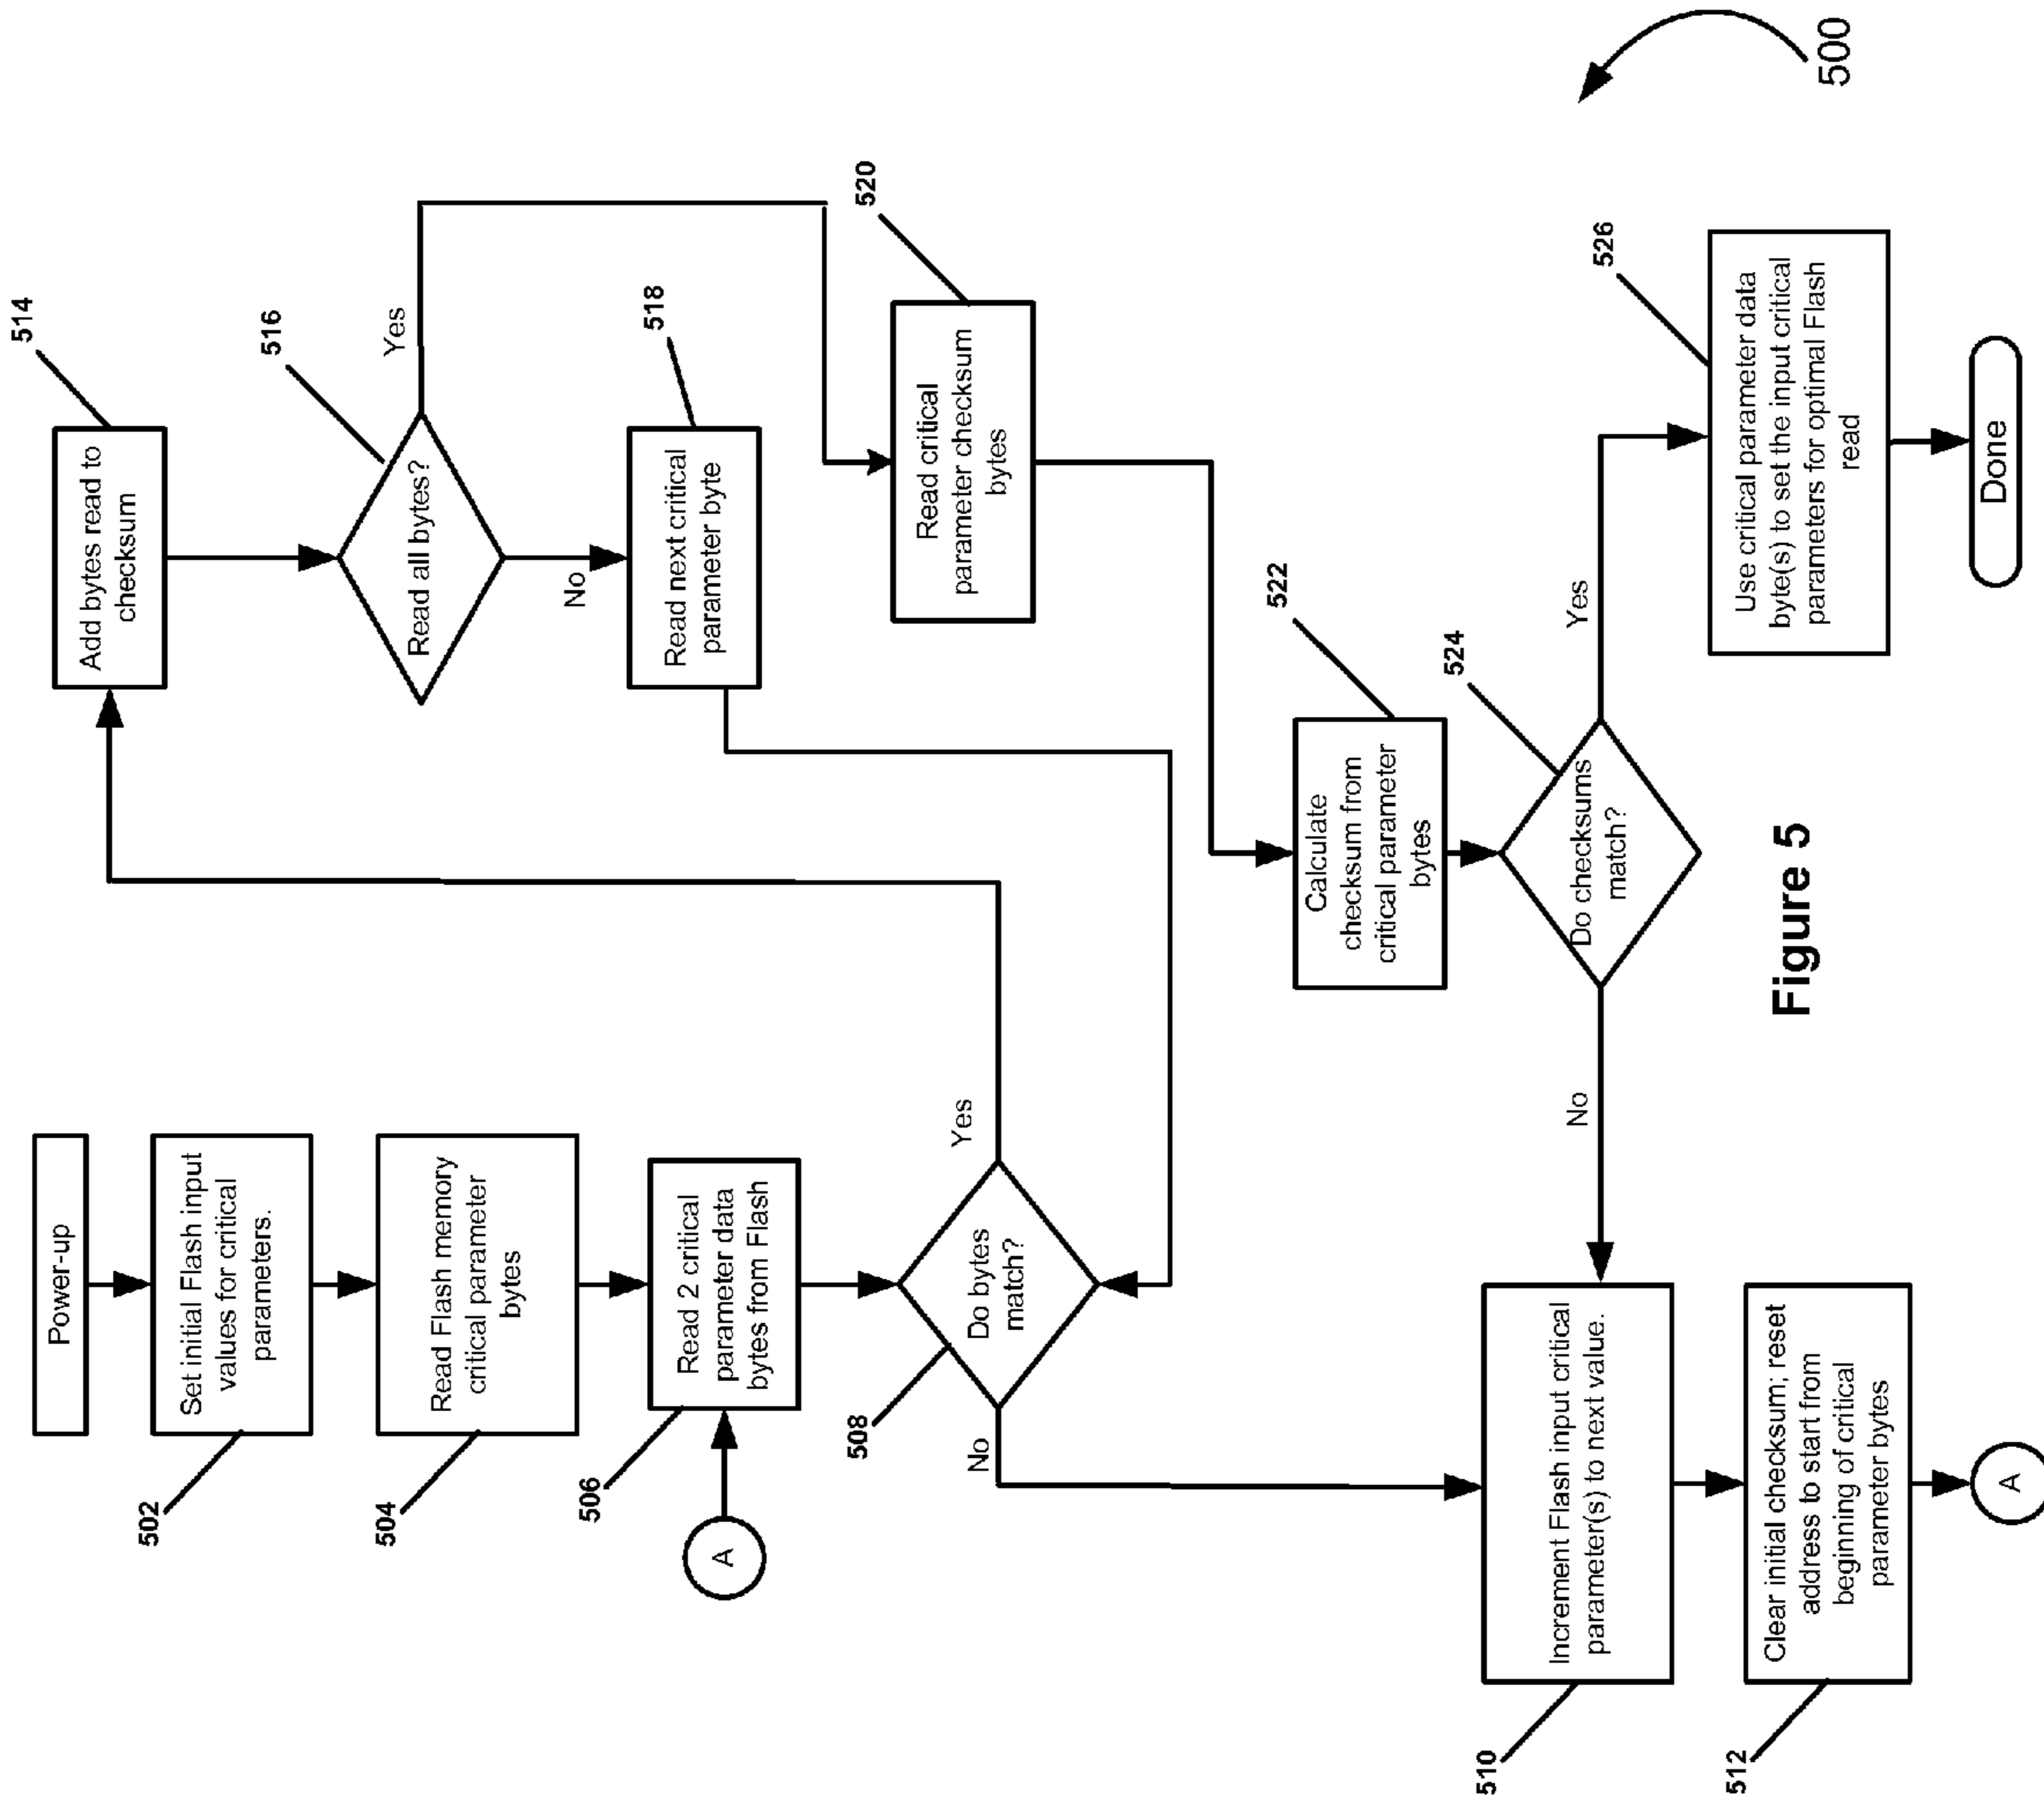 Power-up
Set initial Flash input
values for critical
parameters.
502
Read Flash memory
critical parameter
bytes
504
Read 2 critical
parameter data
bytes from Flash
506
A
Do bytes
match?
508
Yes
No
Increment Flash input critical
parameter(s) to next value.
510
Clear initial checksum; reset
address to start from
beginning of critical
parameter bytes
512
A
Add bytes read to
checksum
514
Read all bytes?
516
Yes
No
Read next critical
parameter byte
518
Read critical
parameter checksum
bytes
520
Calculate
checksum from
critical parameter
bytes
522
Do checksums
match?
524
No
Yes
Use critical parameter data
byte(s) to set the input critical
parameters for optimal Flash
read
526
Done
Figure 5
500